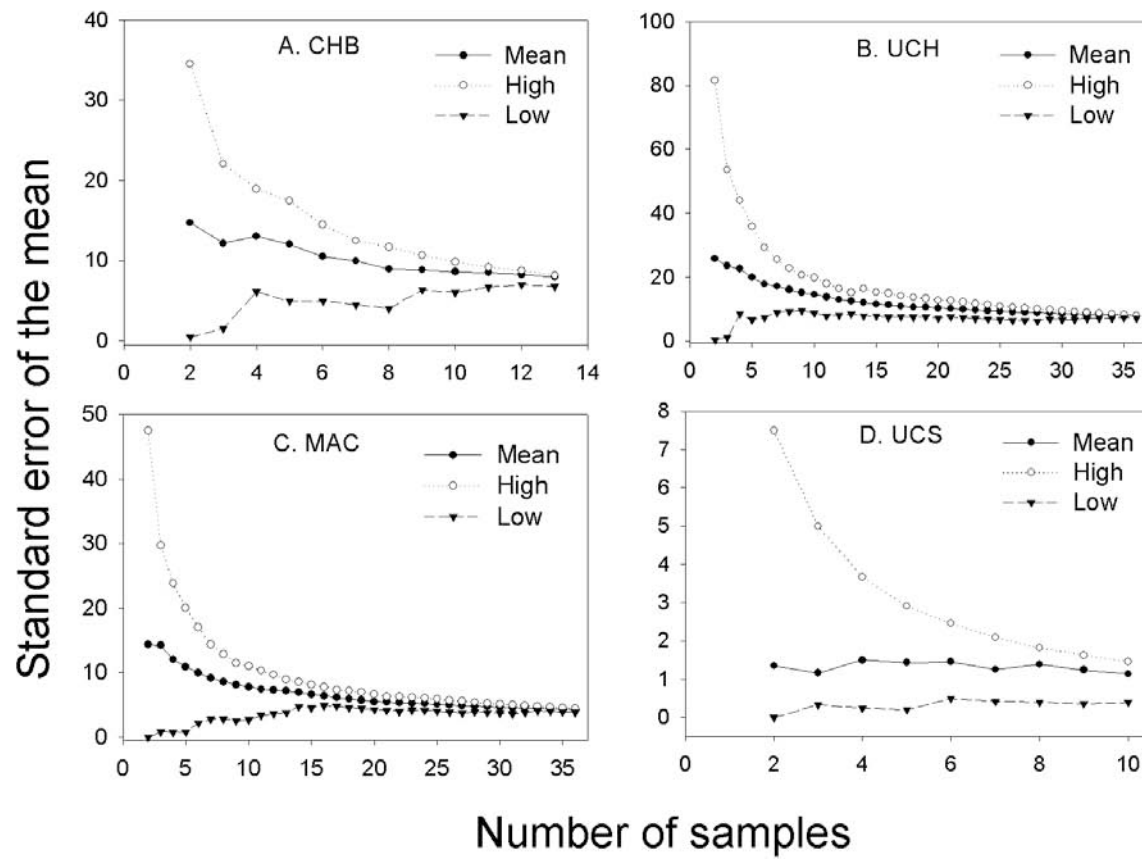 Standard error of the mean
A. CHB
Mean
High
Low
40
30
20
10
0
0 2 4 6 8 10 12 14
B. UCH
Mean
High
Low
100
80
60
40
20
0
0 5 10 15 20 25 30 35
C. MAC
Mean
High
Low
50
40
30
20
10
0
0 5 10 15 20 25 30 35
D. UCS
Mean
High
Low
8
7
6
5
4
3
2
1
0
0 2 4 6 8 10
Number of samples